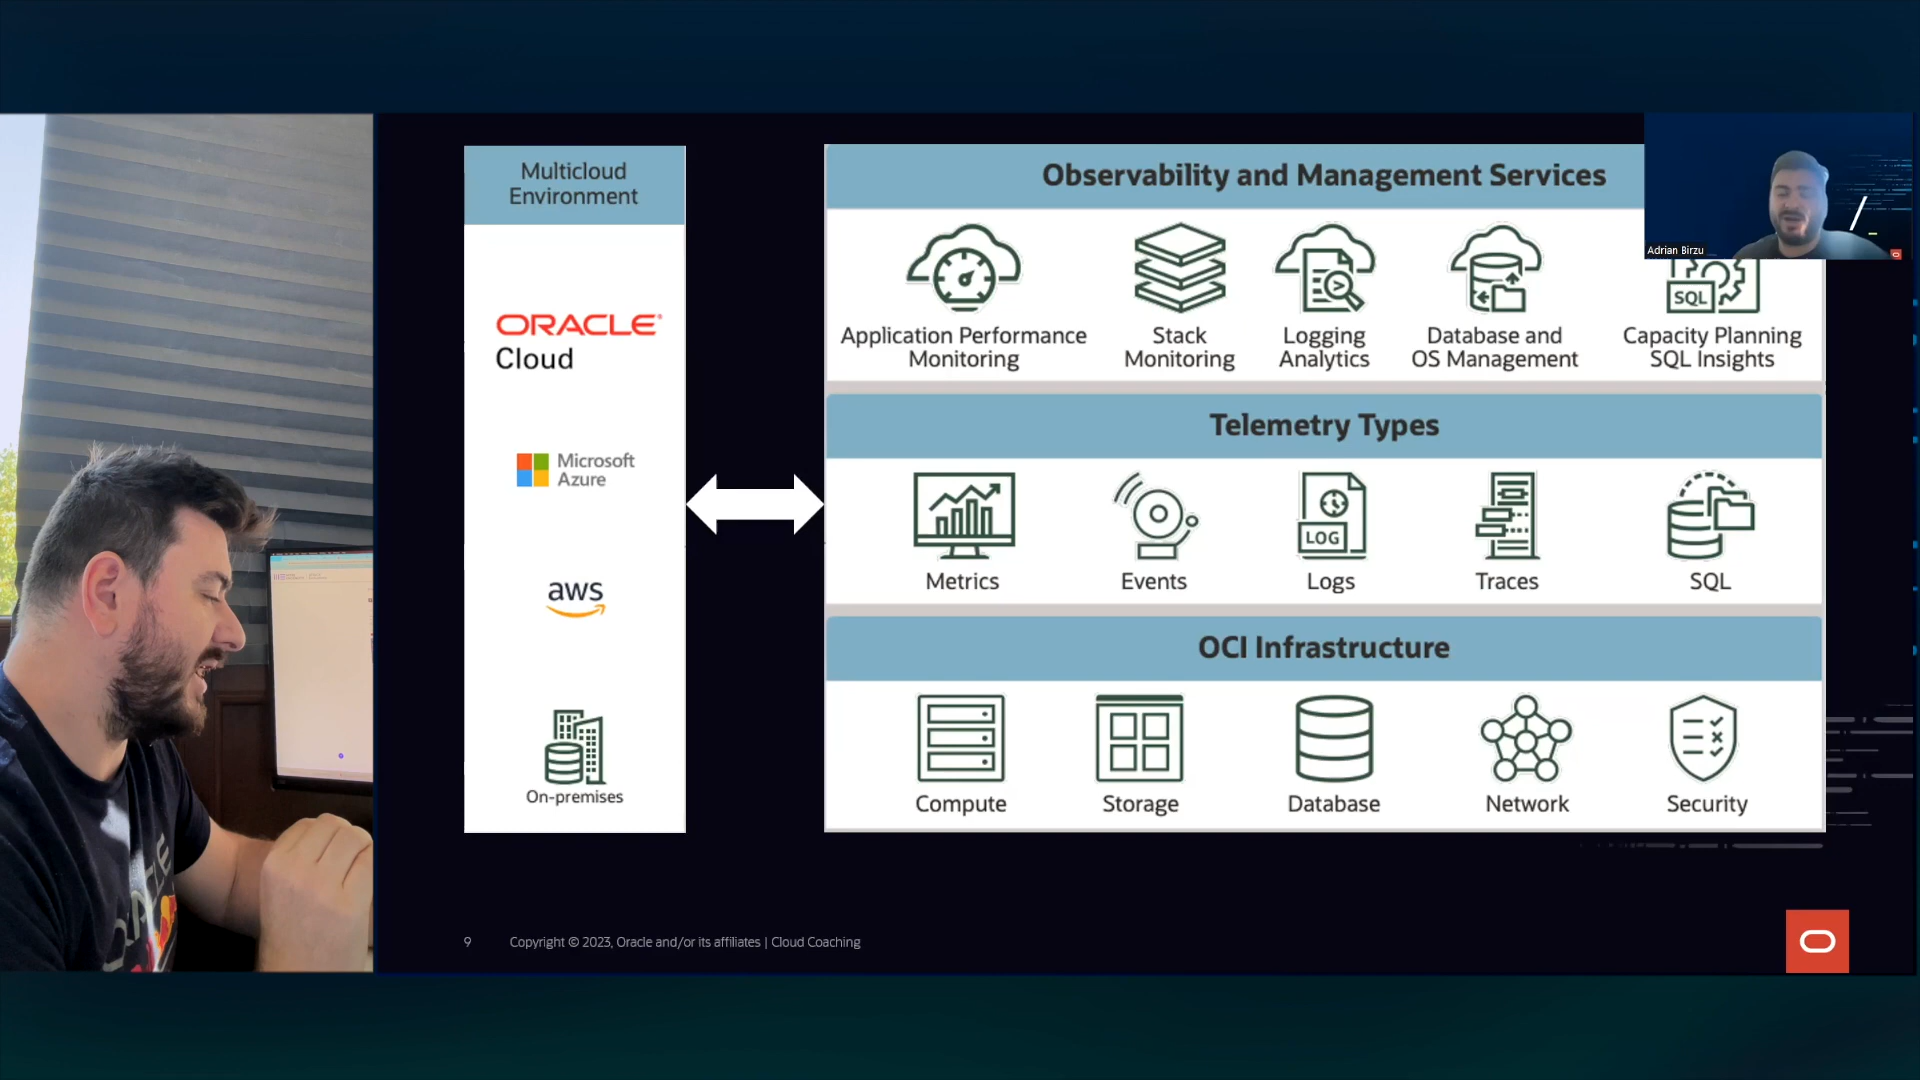 Multicloud
Environment
ORACLE
Cloud
Microsoft
Azure
aws
On-premises
Observability and Management Services
Application Performance
Monitoring
Stack
Monitoring
Logging
Analytics
Database and
OS Management
SQL
Capacity Planning
SQL Insights
Adrian Birzu
Telemetry Types
Metrics
Events
LOG
Logs
Traces
SQL
OCI Infrastructure
Compute
Storage
Database
Network
Security
9 Copyright © 2023, Oracle and/or its affiliates | Cloud Coaching